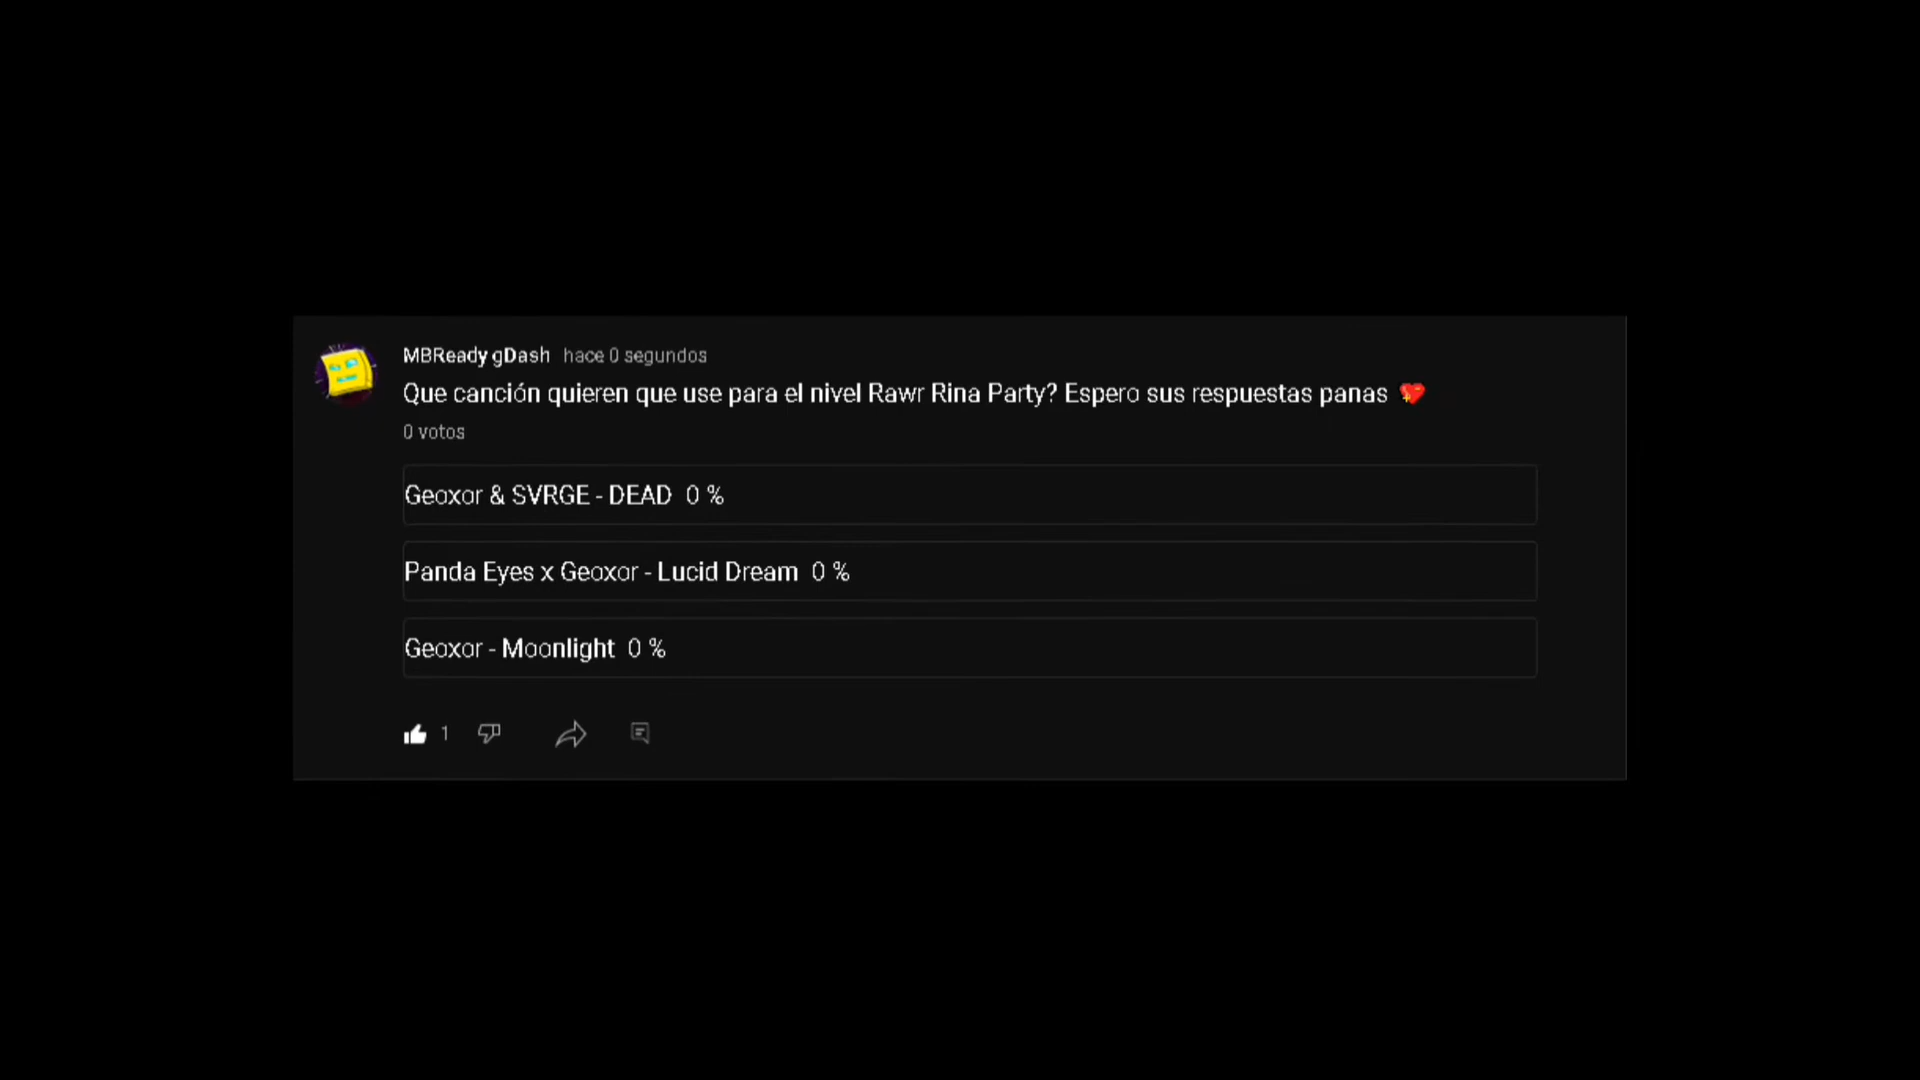 MBReady gDash hace 0 segundos
Que canción quieren que use para el nivel Rawr Rina Party? Espero sus respuestas panas 💖
0 votos
Geoxor & SVRGE - DEAD 0 %
Panda Eyes x Geoxor - Lucid Dream 0 %
Geoxor - Moonlight 0 %
1